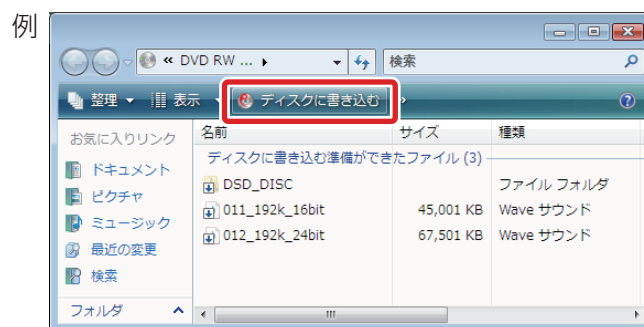 例
« DVD RW ... 検索
整理 表示 ディスクに書き込む »
お気に入りリンク
ドキュメント
ピクチャ
ミュージック
最近の変更
検索
フォルダ
名前 サイズ 種類
ディスクに書き込む準備ができたファイル (3)
DSD_DISC ファイル フォルダ
011_192k_16bit 45,001 KB Wave サウンド
012_192k_24bit 67,501 KB Wave サウンド